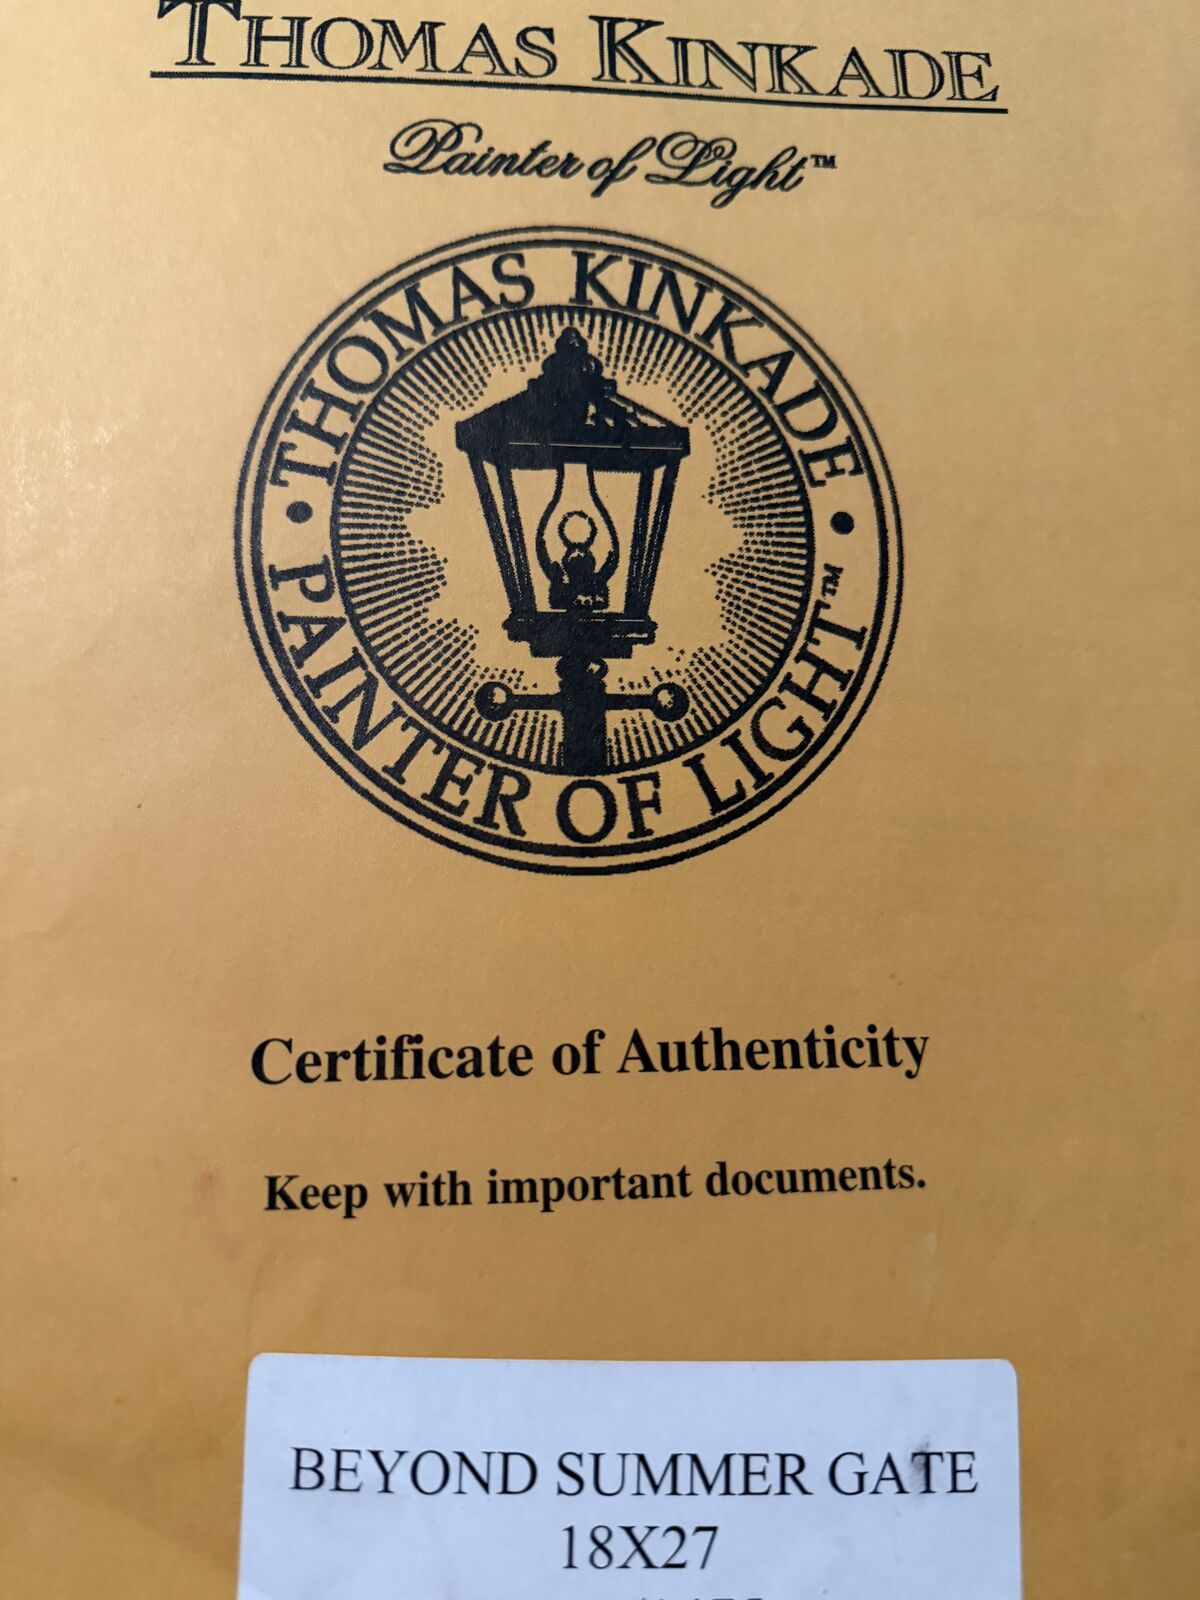 THOMAS KINKADE
Painter of Light™
• THOMAS KINKADE •
PAINTER OF LIGHT™
Certificate of Authenticity
Keep with important documents.
BEYOND SUMMER GATE
18X27